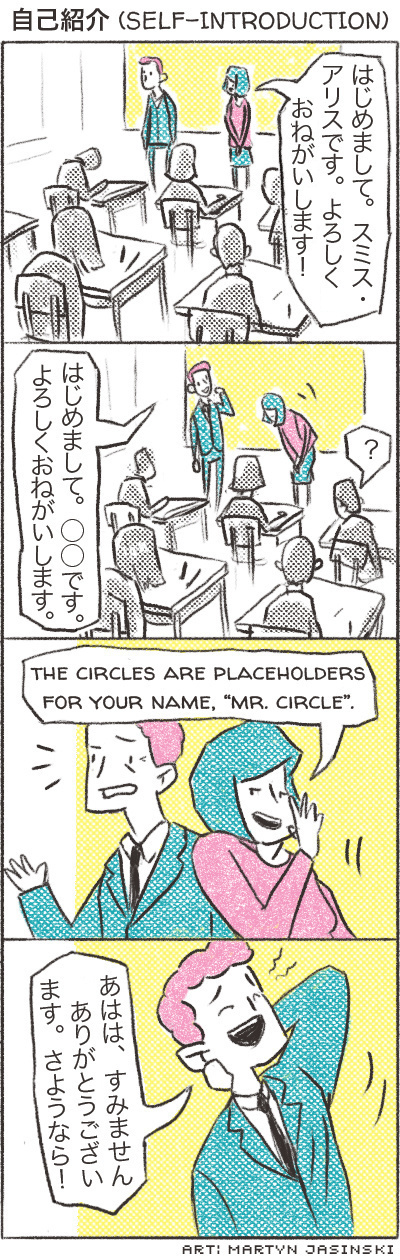 自己紹介 (SELF-INTRODUCTION)
はじめまして。 スミス・
アリスです。 よろしく
おねがいします！
はじめまして。 ○○です。
よろしくおねがいします。
？
THE CIRCLES ARE PLACEHOLDERS
FOR YOUR NAME, “MR. CIRCLE”.
あはは、すみません
ありがとうござい
ます。 さようなら！
ART: MARTYN JASINSKI